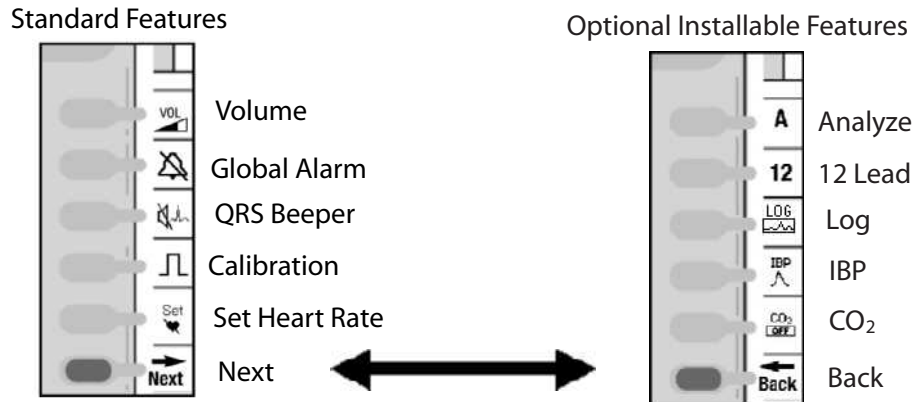 Standard Features
Optional Installable Features
VOL
Volume
Global Alarm
QRS Beeper
Calibration
Set
Set Heart Rate
Next
Next
A
Analyze
12
12 Lead
LOG
Log
IBP
IBP
CO₂
OFF
CO₂
Back
Back